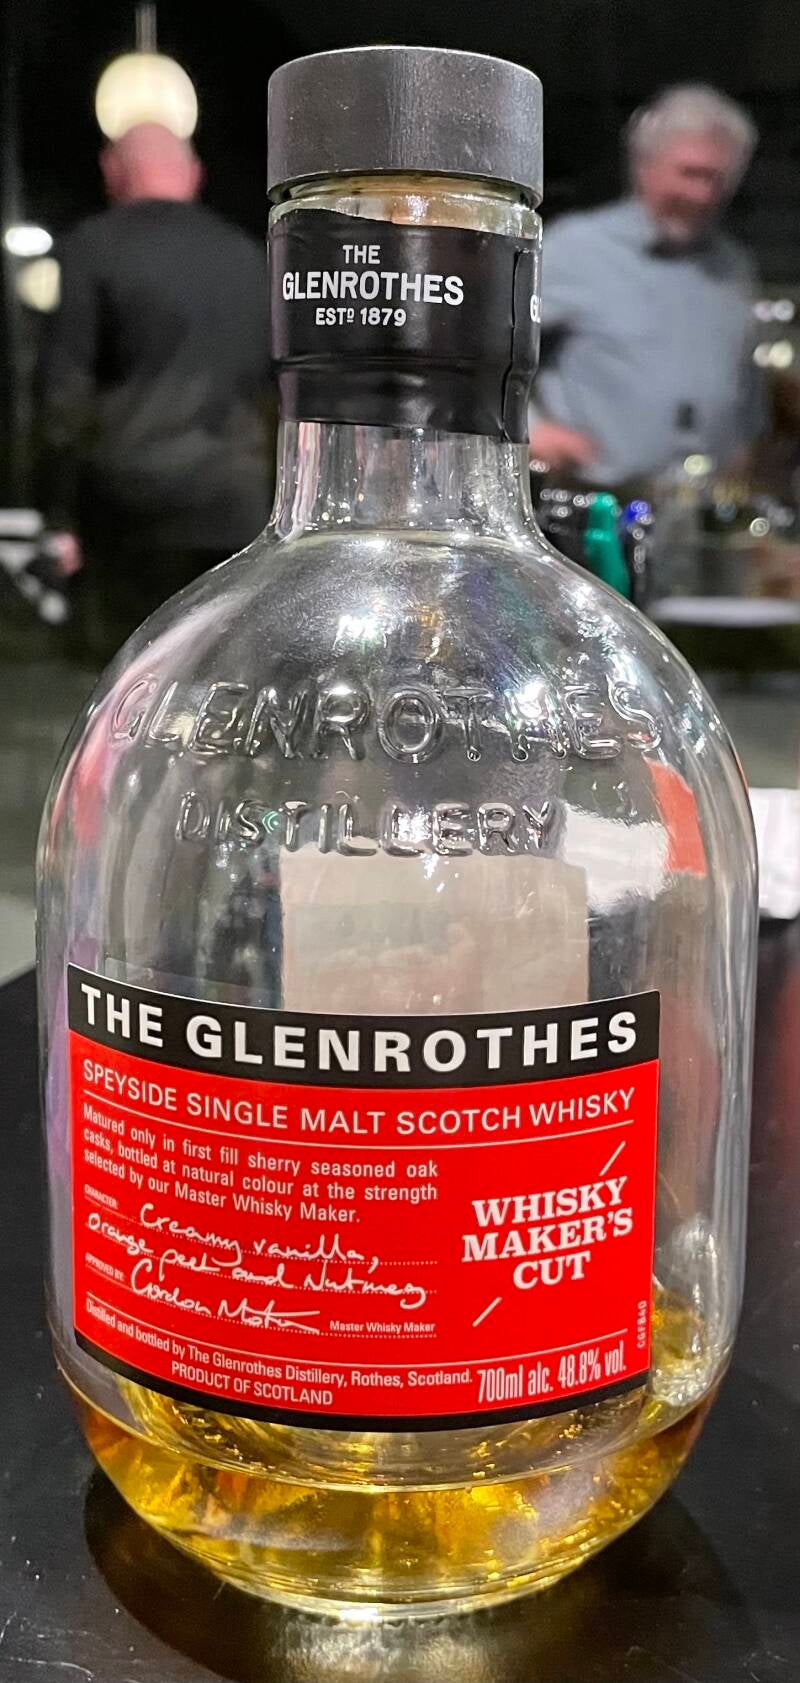 THE
GLENROTHES
ESTº 1879
GLENROTHES
DISTILLERY
THE GLENROTHES
SPEYSIDE SINGLE MALT SCOTCH WHISKY
Matured only in first fill sherry seasoned oak
casks, bottled at natural colour at the strength
selected by our Master Whisky Maker.
CHARACTER: Creamy vanilla,
orange peel and Nutmeg
APPROVED BY: Gordon Motion Master Whisky Maker
WHISKY
MAKER'S
CUT
Distilled and bottled by The Glenrothes Distillery, Rothes, Scotland.
PRODUCT OF SCOTLAND
700ml alc. 48.8% vol.